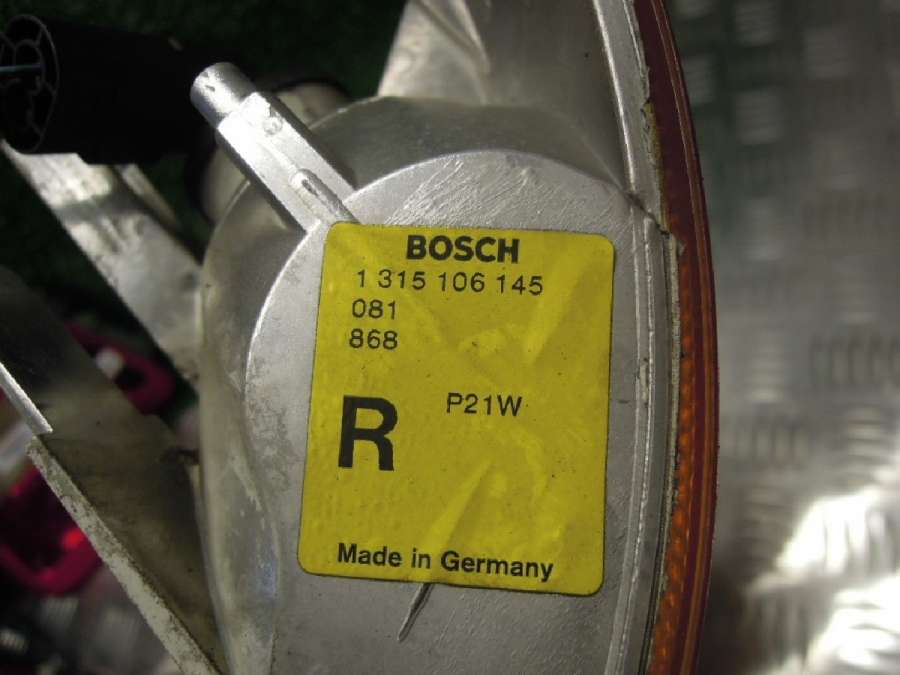 BOSCH
1 315 106 145
081
868
R P21W
Made in Germany